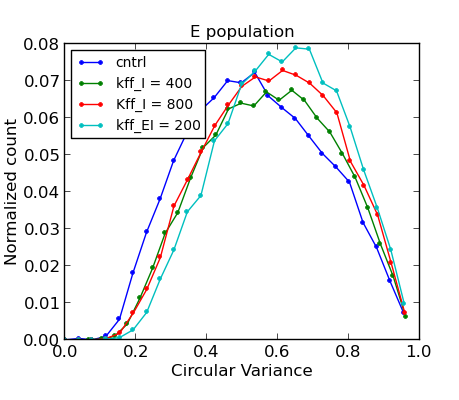 E population
cntrl
kff_I = 400
Kff_I = 800
kff_EI = 200
Normalized count
0.08
0.07
0.06
0.05
0.04
0.03
0.02
0.01
0.00
0.0 0.2 0.4 0.6 0.8 1.0
Circular Variance